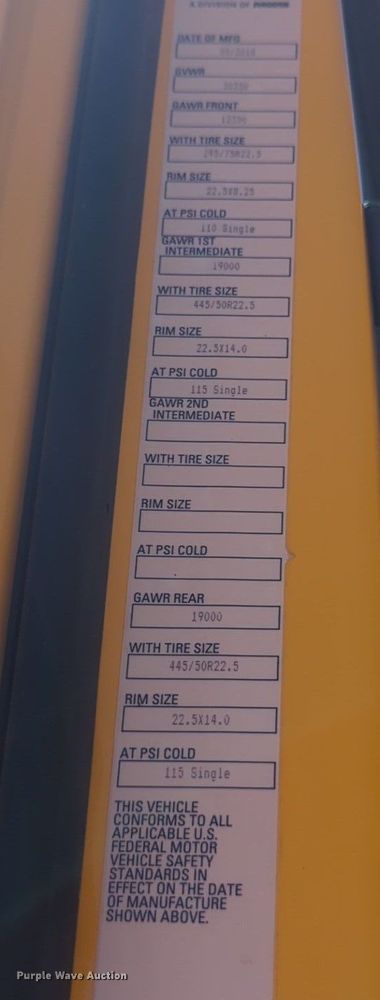 A DIVISION OF
DATE OF MFG
GVWR
GAWR FRONT
WITH TIRE SIZE
295/75R22.5
RIM SIZE
22.5X8.25
AT PSI COLD
110 Single
GAWR 1ST
INTERMEDIATE
19000
WITH TIRE SIZE
445/50R22.5
RIM SIZE
22.5X14.0
AT PSI COLD
115 Single
GAWR 2ND
INTERMEDIATE
WITH TIRE SIZE
RIM SIZE
AT PSI COLD
GAWR REAR
19000
WITH TIRE SIZE
445/50R22.5
RIM SIZE
22.5X14.0
AT PSI COLD
115 Single
THIS VEHICLE
CONFORMS TO ALL
APPLICABLE U.S.
FEDERAL MOTOR
VEHICLE SAFETY
STANDARDS IN
EFFECT ON THE DATE
OF MANUFACTURE
SHOWN ABOVE.
Purple Wave Auction